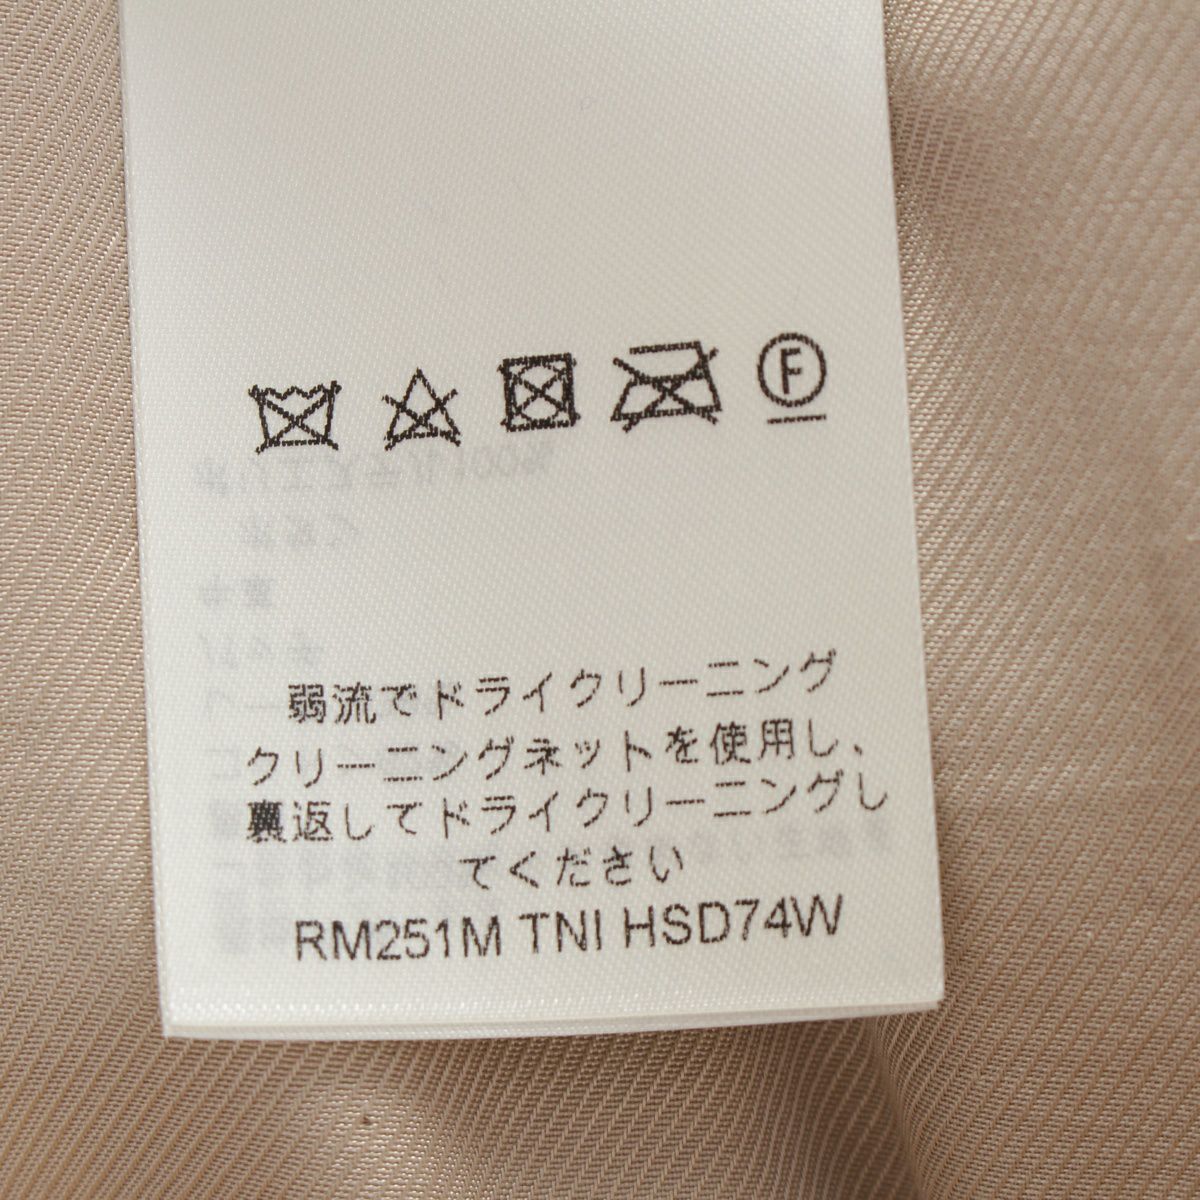 F
弱流でドライクリーニング
クリーニングネットを使用し、
裏返してドライクリーニングし
てください
RM251M TNI HSD74W